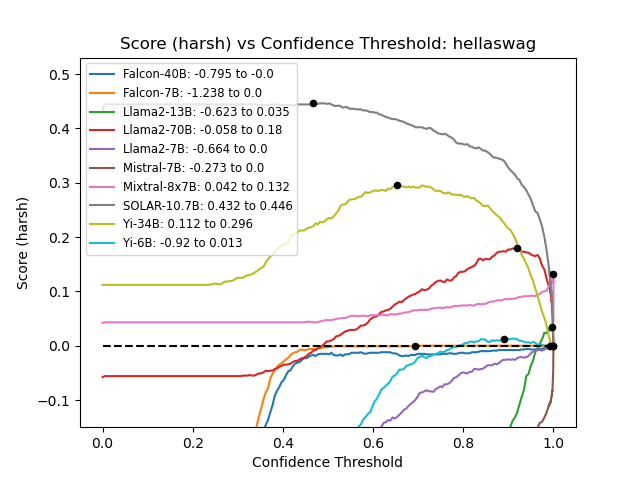 Score (harsh) vs Confidence Threshold: hellaswag
Falcon-40B: -0.795 to -0.0
Falcon-7B: -1.238 to 0.0
Llama2-13B: -0.623 to 0.035
Llama2-70B: -0.058 to 0.18
Llama2-7B: -0.664 to 0.0
Mistral-7B: -0.273 to 0.0
Mixtral-8x7B: 0.042 to 0.132
SOLAR-10.7B: 0.432 to 0.446
Yi-34B: 0.112 to 0.296
Yi-6B: -0.92 to 0.013
Score (harsh)
0.5
0.4
0.3
0.2
0.1
0.0
−0.1
0.0
0.2
0.4
0.6
0.8
1.0
Confidence Threshold